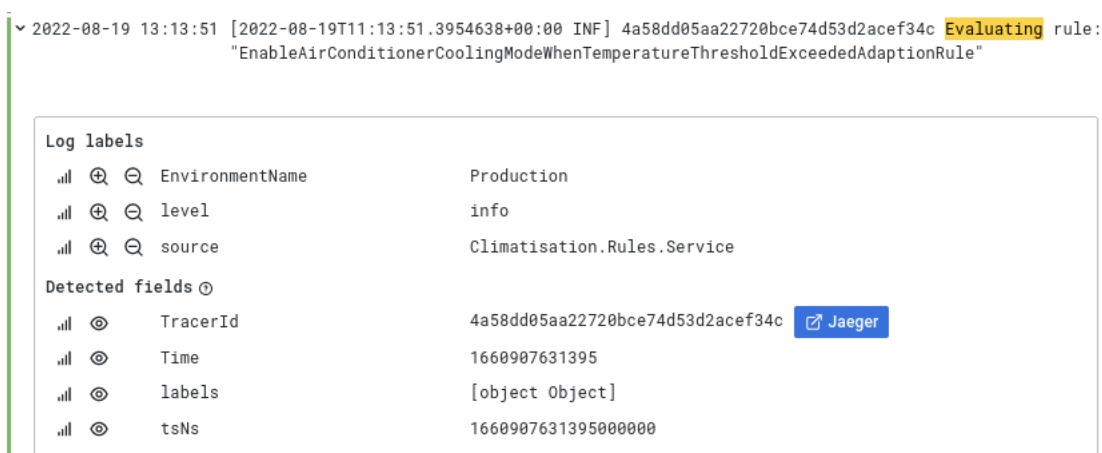 2022-08-19 13:13:51 [2022-08-19T11:13:51.3954638+00:00 INF] 4a58dd05aa22720bce74d53d2acef34c Evaluating rule:
"EnableAirConditionerCoolingModeWhenTemperatureThresholdExceededAdaptionRule"
Log labels
EnvironmentName Production
level info
source Climatisation.Rules.Service
Detected fields
TracerId 4a58dd05aa22720bce74d53d2acef34c Jaeger
Time 1660907631395
labels [object Object]
tsNs 1660907631395000000